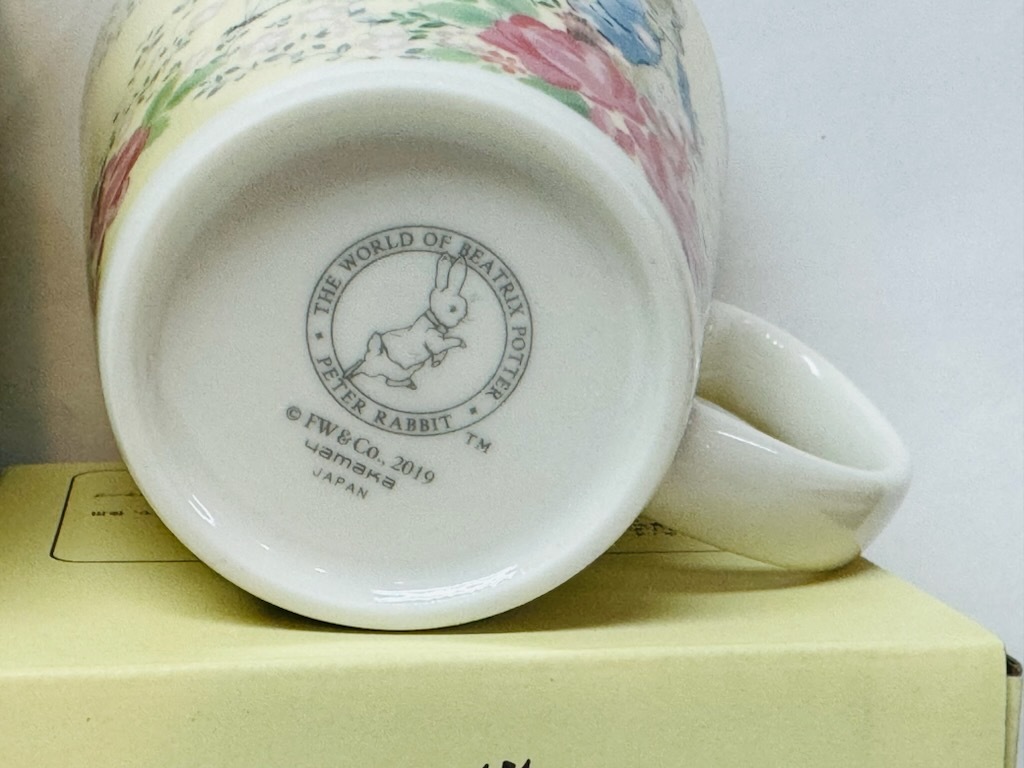 THE WORLD OF BEATRIX POTTER
★ PETER RABBIT ★
TM
© FW & Co., 2019
yamaka
JAPAN